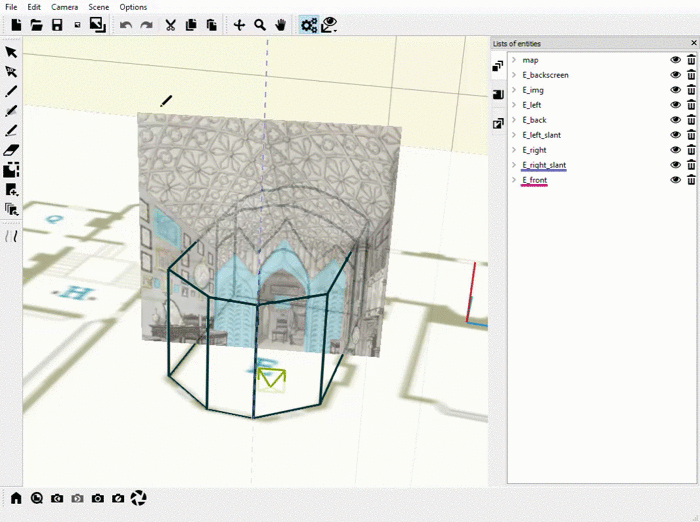 File Edit Camera Scene Options
Lists of entities
map
E_backscreen
E_img
E_left
E_back
E_left_slant
E_right
E_right_slant
E_front
H
E